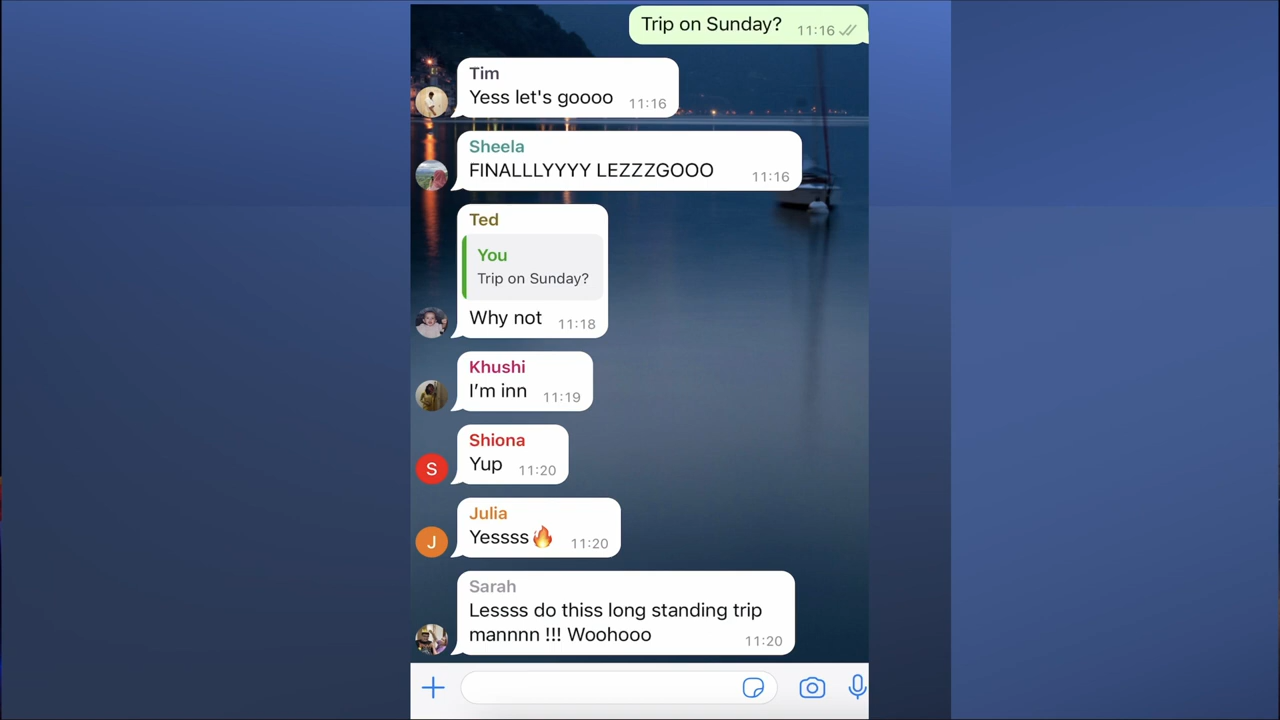 Trip on Sunday? 11:16
Tim
Yess let's goooo 11:16
Sheela
FINALLLYYYY LEZZZGOOO 11:16
Ted
You
Trip on Sunday?
Why not 11:18
Khushi
I'm inn 11:19
Shiona
S
Yup 11:20
Julia
J
Yessss🔥 11:20
Sarah
Lessss do thiss long standing trip
mannnn !!! Woohooo 11:20